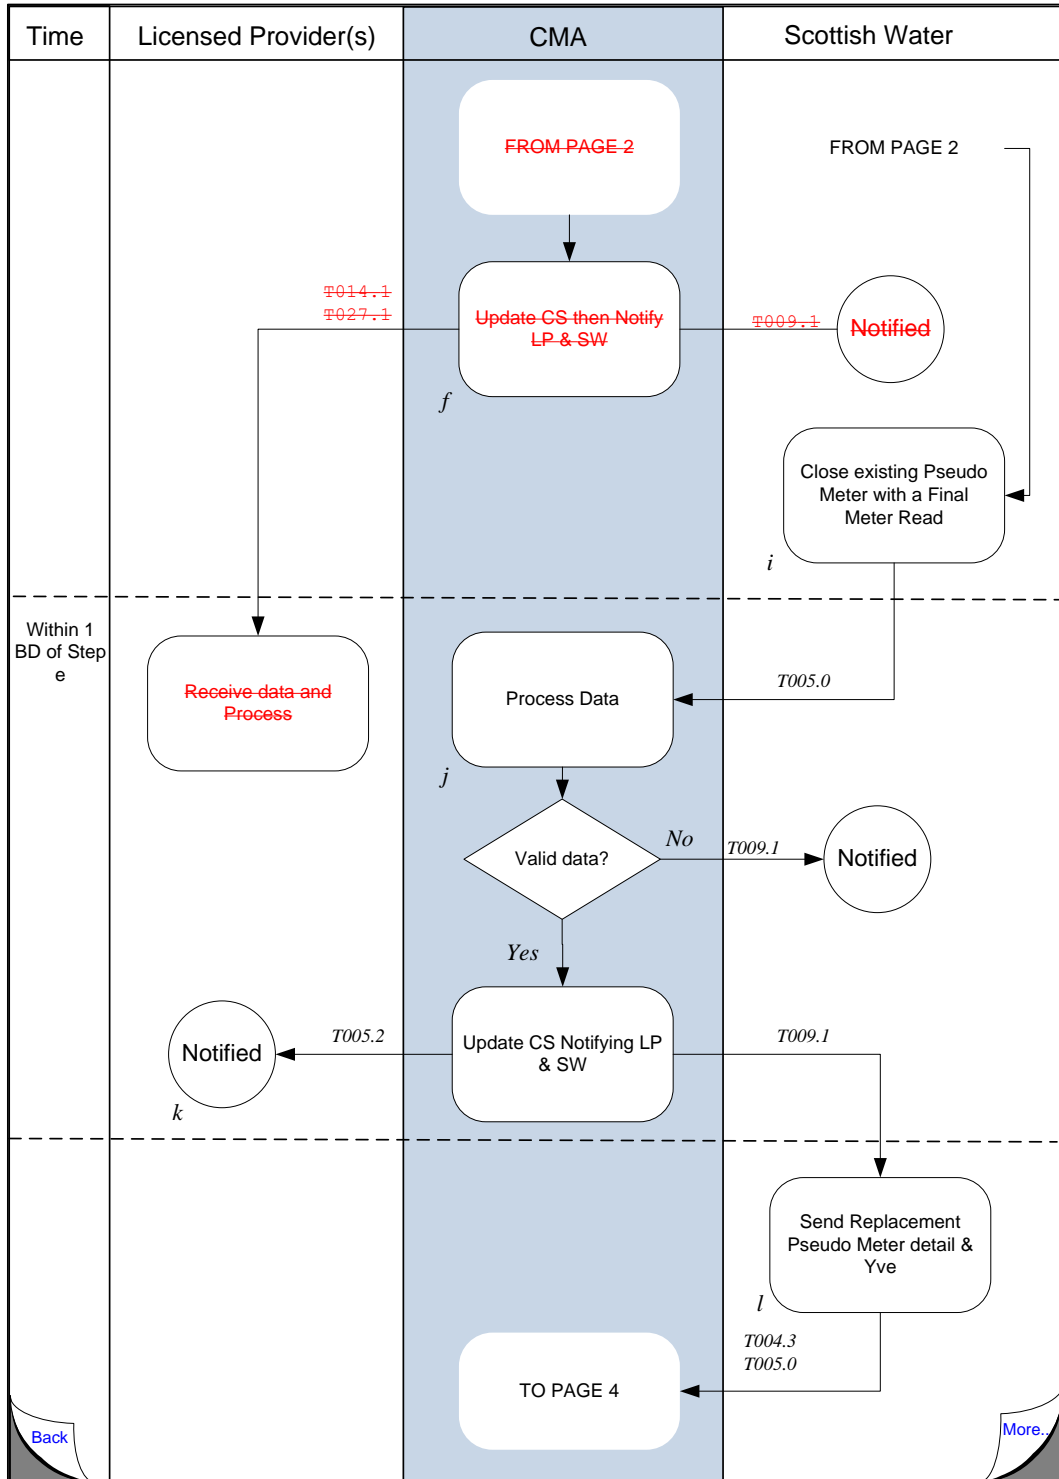 Time
Licensed Provider(s)
CMA
Scottish Water
FROM PAGE 2
FROM PAGE 2
T014.1
T027.1
Update CS then Notify
LP & SW
T009.1
Notified
f
Close existing Pseudo
Meter with a Final
Meter Read
i
Within 1
BD of Step
e
Receive data and
Process
Process Data
T005.0
j
Valid data?
No
T009.1
Notified
Yes
Notified
T005.2
Update CS Notifying LP
& SW
T009.1
k
Send Replacement
Pseudo Meter detail &
Yve
l
T004.3
T005.0
TO PAGE 4
Back
More..